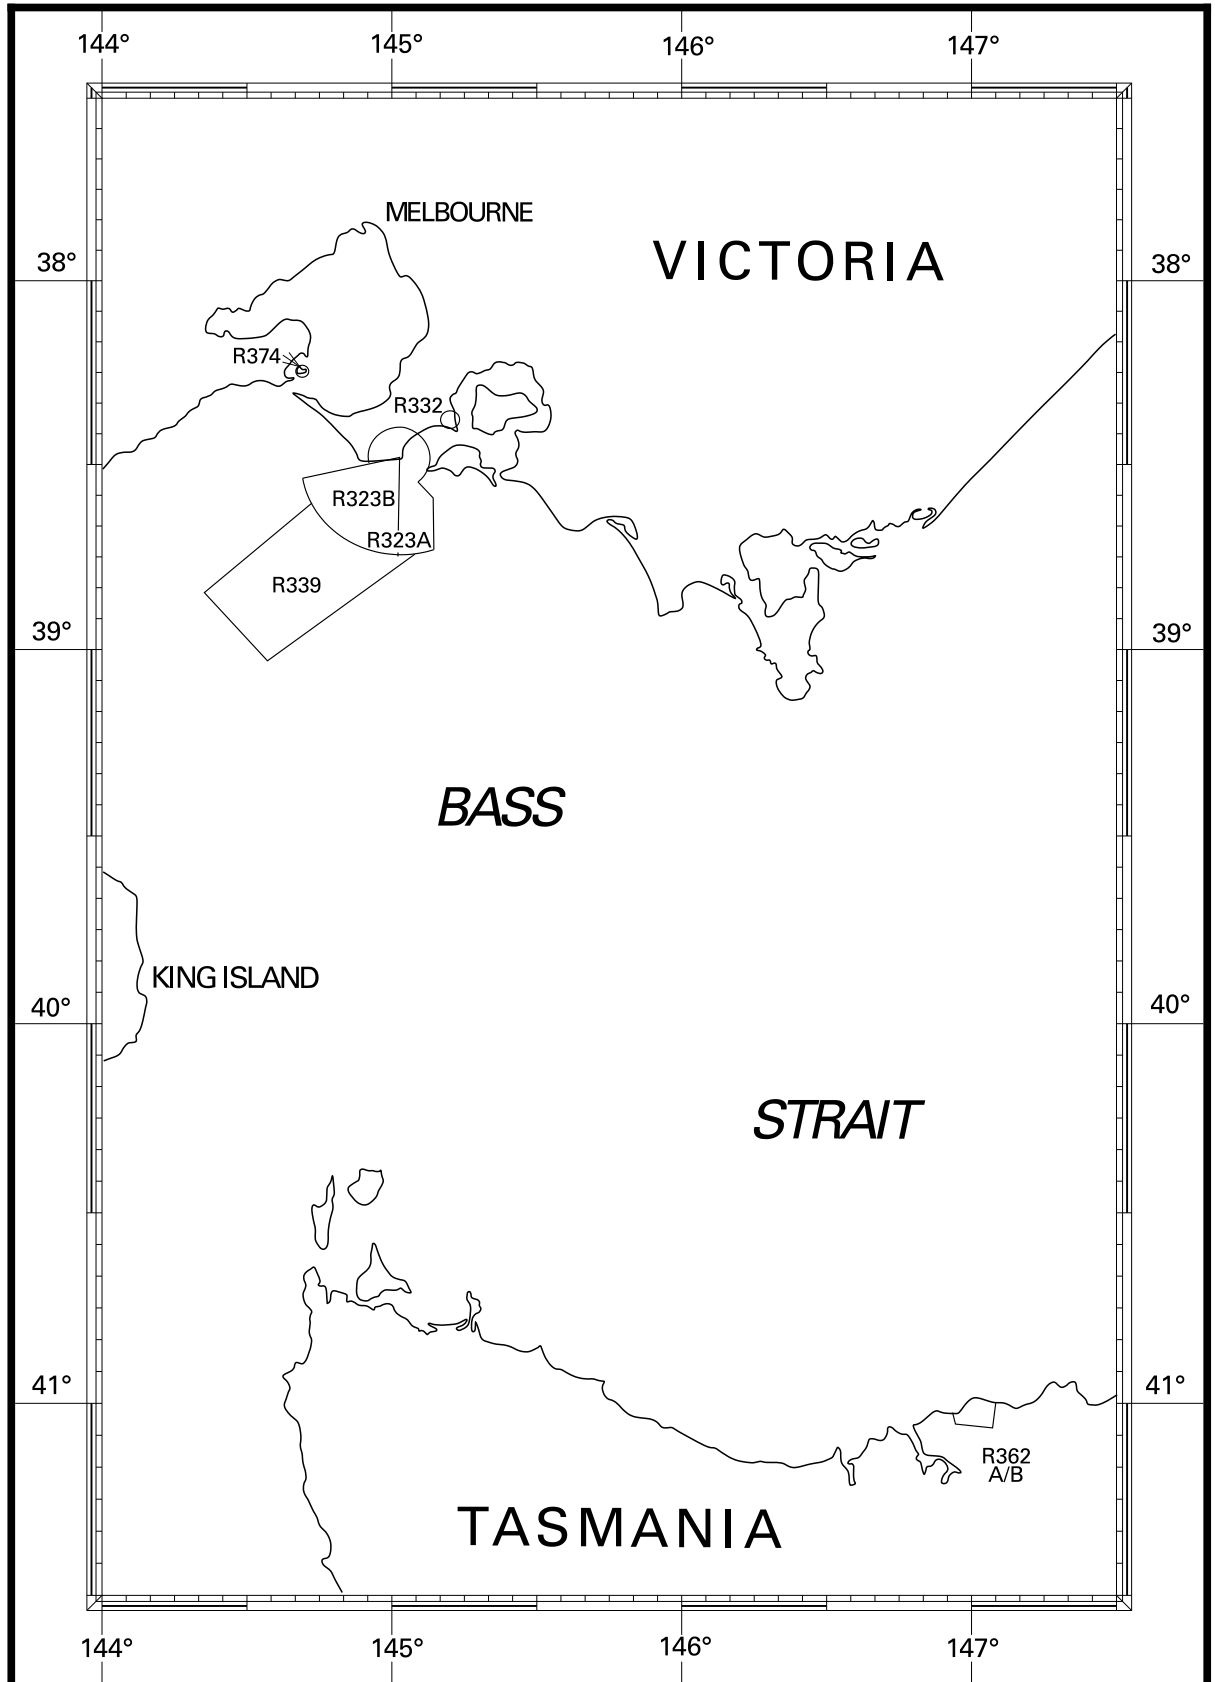 144° 145° 146° 147°
MELBOURNE
VICTORIA
38° 38°
R374
R332
R323B
R323A
R339
39° 39°
BASS
KING ISLAND
40° 40°
STRAIT
41° 41°
R362
A/B
TASMANIA
144° 145° 146° 147°